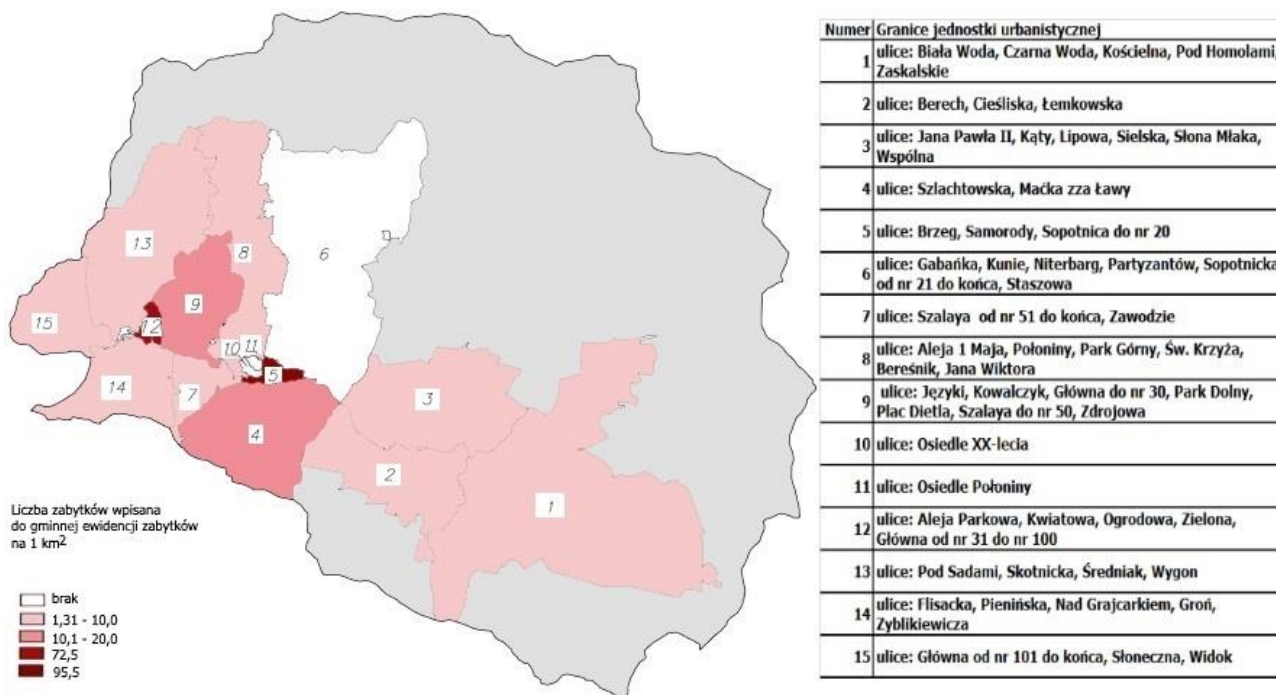 13
8
6
9
15
12
10
11
5
14
7
3
4
2
1
Liczba zabytków wpisana
do gminnej ewidencji zabytków
na 1 km²
brak
1,31 - 10,0
10,1 - 20,0
72,5
95,5
Numer Granice jednostki urbanistycznej
1 ulice: Biała Woda, Czarna Woda, Kościelna, Pod Homolami,
Zaskalskie
2 ulice: Berech, Cieśliska, Łemkowska
3 ulice: Jana Pawła II, Kąty, Lipowa, Sielska, Słona Młaka,
Wspólna
4 ulice: Szlachtowska, Maćka zza Ławy
5 ulice: Brzeg, Samorody, Sopotnica do nr 20
6 ulice: Gabańka, Kunie, Niterbarg, Partyzantów, Sopotnicka
od nr 21 do końca, Staszowa
7 ulice: Szalaya od nr 51 do końca, Zawodzie
8 ulice: Aleja 1 Maja, Połoniny, Park Górny, Św. Krzyża,
Bereśnik, Jana Wiktora
9 ulice: Języki, Kowalczyk, Główna do nr 30, Park Dolny,
Plac Dietla, Szalaya do nr 50, Zdrojowa
10 ulice: Osiedle XX-lecia
11 ulice: Osiedle Połoniny
12 ulice: Aleja Parkowa, Kwiatowa, Ogrodowa, Zielona,
Główna od nr 31 do nr 100
13 ulice: Pod Sadami, Skotnicka, Średniak, Wygon
14 ulice: Flisacka, Pienińska, Nad Grajcarkiem, Groń,
Zyblikiewicza
15 ulice: Główna od nr 101 do końca, Słoneczna, Widok